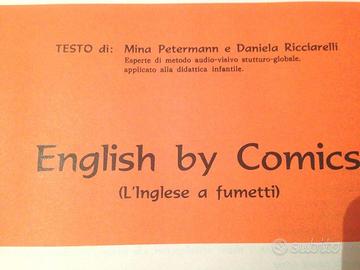 TESTO di: Mina Petermann e Daniela Ricciarelli
Esperte di metodo audio-visivo stutturo-globale,
applicato alla didattica infantile.
English by Comics
(L'Inglese a fumetti)
subito